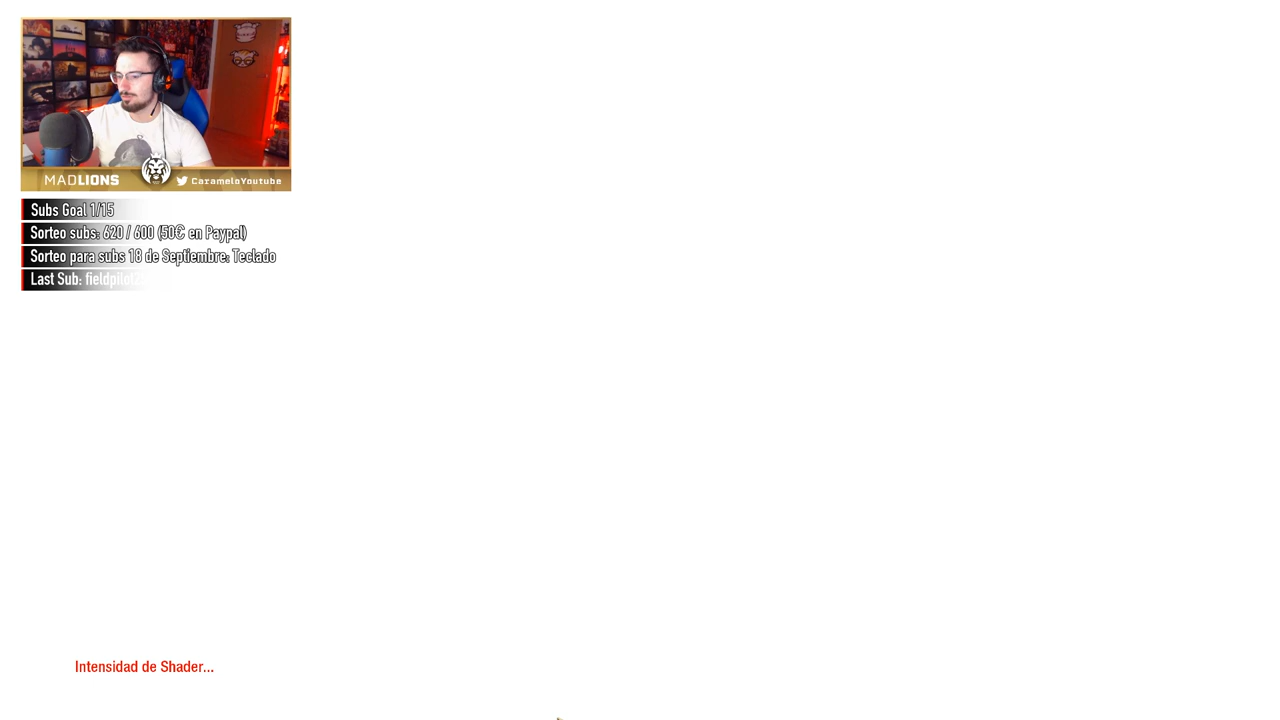 MADLIONS
CarameloYoutube
Subs Goal 1/15
Sorteo subs: 620 / 600 (50€ en Paypal)
Sorteo para subs 18 de Septiembre: Teclado
Last Sub:
Intensidad de Shader...